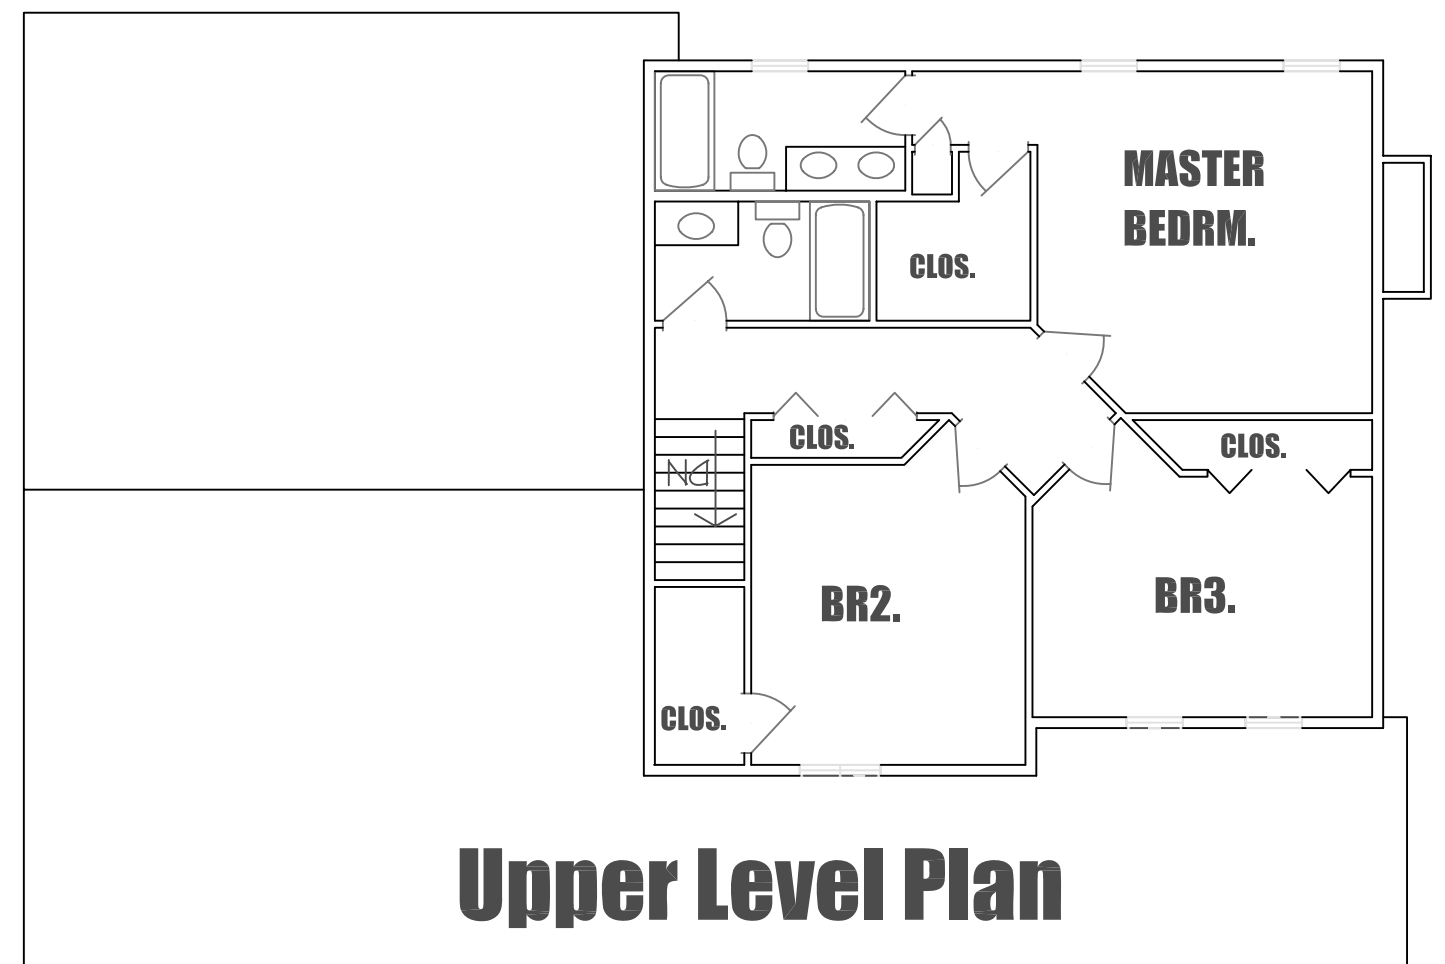 MASTER
BEDRM.
CLOS.
CLOS.
CLOS.
DN
BR2.
BR3.
CLOS.
Upper Level Plan